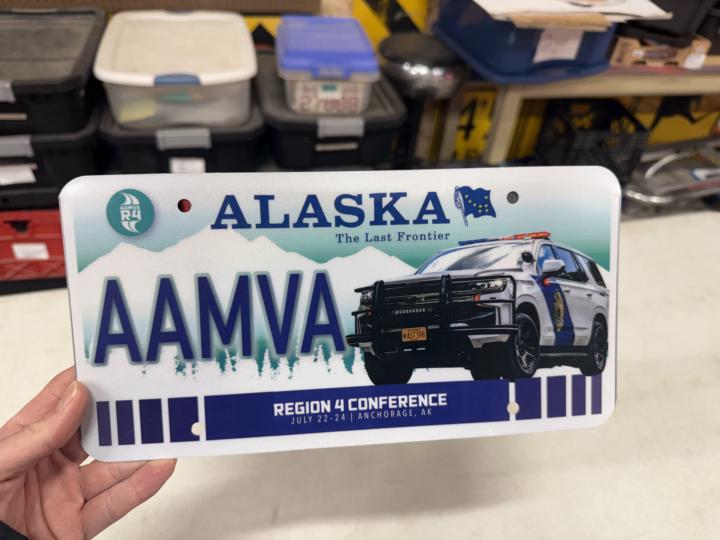 AAMVA
R4
ALASKA
The Last Frontier
AAMVA
REGION 4 CONFERENCE
JULY 22-24 | ANCHORAGE, AK